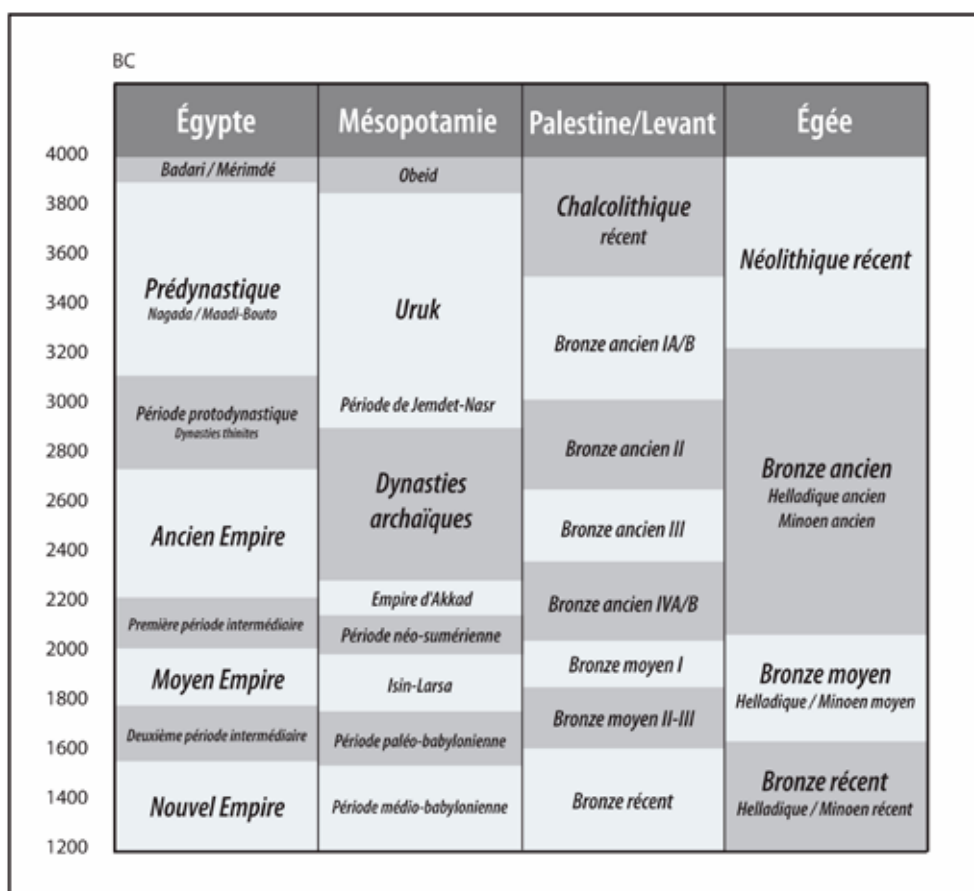 BC
Égypte
Mésopotamie
Palestine/Levant
Égée
4000
3800
3600
3400
3200
3000
2800
2600
2400
2200
2000
1800
1600
1400
1200
Badari / Mérimdé
Prédynastique
Nagada / Maadi-Bouto
Période protodynastique
Dynasties thinites
Ancien Empire
Première période intermédiaire
Moyen Empire
Deuxième période intermédiaire
Nouvel Empire
Obeid
Uruk
Période de Jemdet-Nasr
Dynasties
archaïques
Empire d'Akkad
Période néo-sumérienne
Isin-Larsa
Période paléo-babylonienne
Période médio-babylonienne
Chalcolithique
récent
Bronze ancien IA/B
Bronze ancien II
Bronze ancien III
Bronze ancien IVA/B
Bronze moyen I
Bronze moyen II-III
Bronze récent
Néolithique récent
Bronze ancien
Helladique ancien
Minoen ancien
Bronze moyen
Helladique / Minoen moyen
Bronze récent
Helladique / Minoen récent